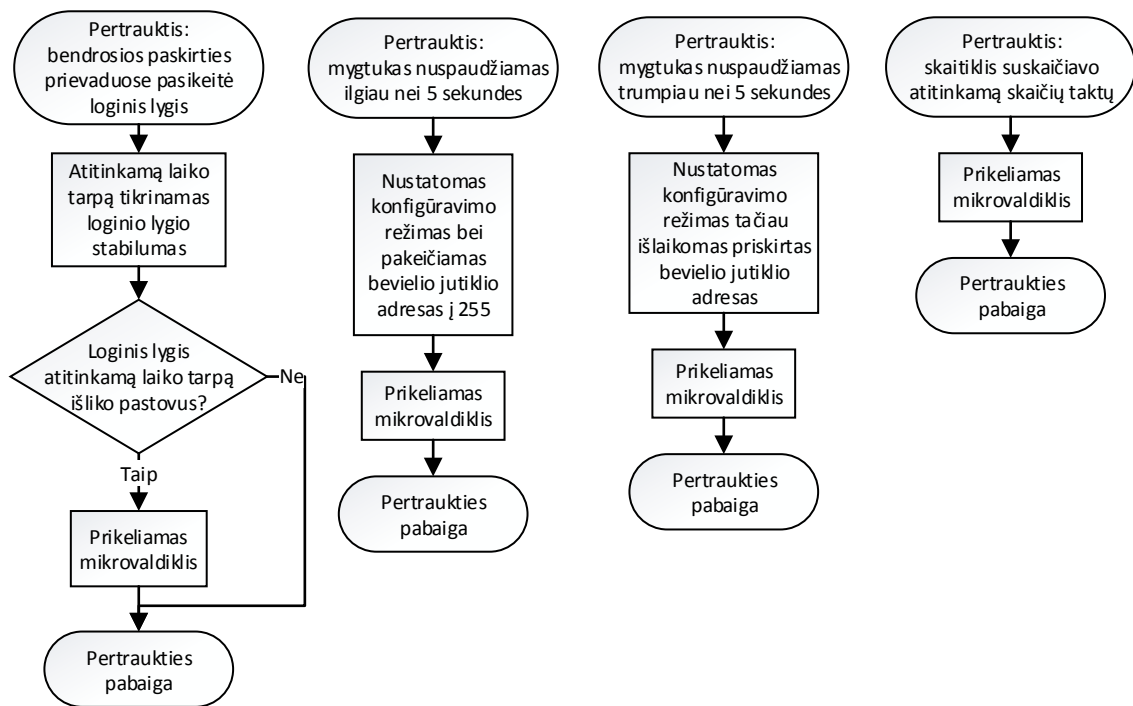 Pertrauktis:
bendrosios paskirties
prievaduose pasikeitė
loginis lygis
Atitinkamą laiko
tarpą tikrinamas
loginio lygio
stabilumas
Loginis lygis
atitinkamą laiko tarpą
išliko pastovus?
Ne
Taip
Prikeliamas
mikrovaldiklis
Pertraukties
pabaiga
Pertrauktis:
mygtukas nuspaudžiamas
ilgiau nei 5 sekundes
Nustatomas
konfigūravimo
režimas bei
pakeičiamas
bevielio jutiklio
adresas į 255
Prikeliamas
mikrovaldiklis
Pertraukties
pabaiga
Pertrauktis:
mygtukas nuspaudžiamas
trumpiau nei 5 sekundes
Nustatomas
konfigūravimo
režimas tačiau
išlaikomas priskirtas
bevielio jutiklio
adresas
Prikeliamas
mikrovaldiklis
Pertraukties
pabaiga
Pertrauktis:
skaitiklis suskaičiavo
atitinkamą skaičių taktų
Prikeliamas
mikrovaldiklis
Pertraukties
pabaiga